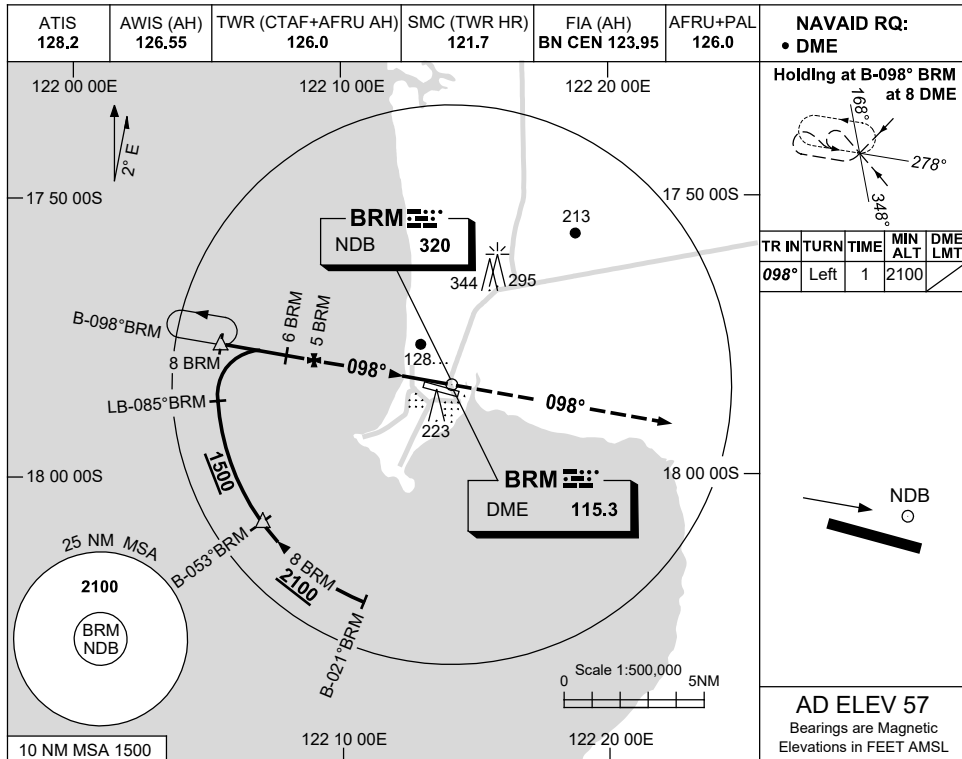 ATIS
128.2
AWIS (AH)
126.55
TWR (CTAF+AFRU AH)
126.0
SMC (TWR HR)
121.7
FIA (AH)
BN CEN 123.95
AFRU+PAL
126.0
NAVAID RQ:
• DME
122 00 00E
122 10 00E
122 20 00E
Holding at B-098° BRM
at 8 DME
168°
278°
348°
TR IN TURN TIME MIN ALT DME LMT
098° Left 1 2100
2° E
17 50 00S
17 50 00S
BRM
NDB 320
213
344
295
B-098°BRM
6 BRM
5 BRM
8 BRM
128...
098°
098°
LB-085°BRM
223
1500
18 00 00S
18 00 00S
BRM
DME 115.3
B-053°BRM
8 BRM
2100
B-021°BRM
NDB
25 NM MSA
2100
BRM
NDB
Scale 1:500,000
0 5NM
10 NM MSA 1500
122 10 00E
122 20 00E
AD ELEV 57
Bearings are Magnetic
Elevations in FEET AMSL